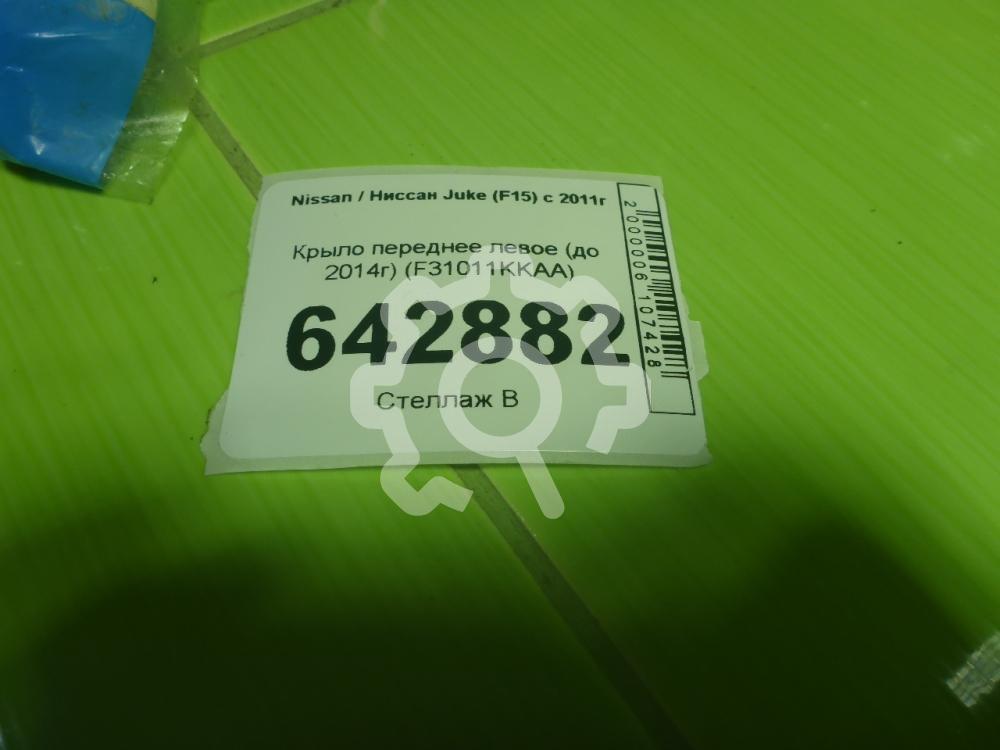 Nissan / Ниссан Juke (F15) с 2011г
Крыло переднее левое (до
2014г) (F31011KKAA)
642882
Стеллаж В
2000006107428